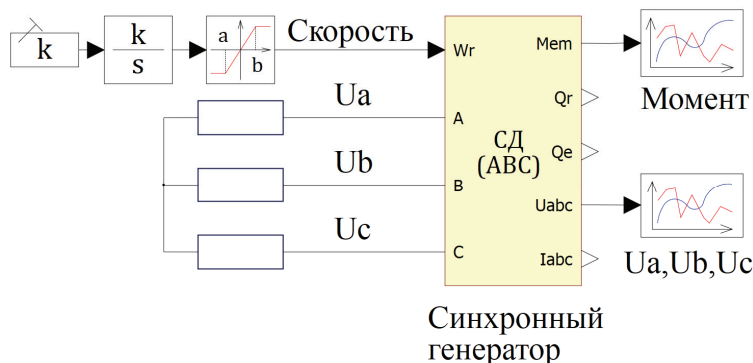 k
k
s
a
b
Скорость
Ua
Ub
Uc
Wr
A
B
C
СД
(ABC)
Mem
Qr
Qe
Uabc
Iabc
Момент
Ua,Ub,Uc
Синхронный
генератор